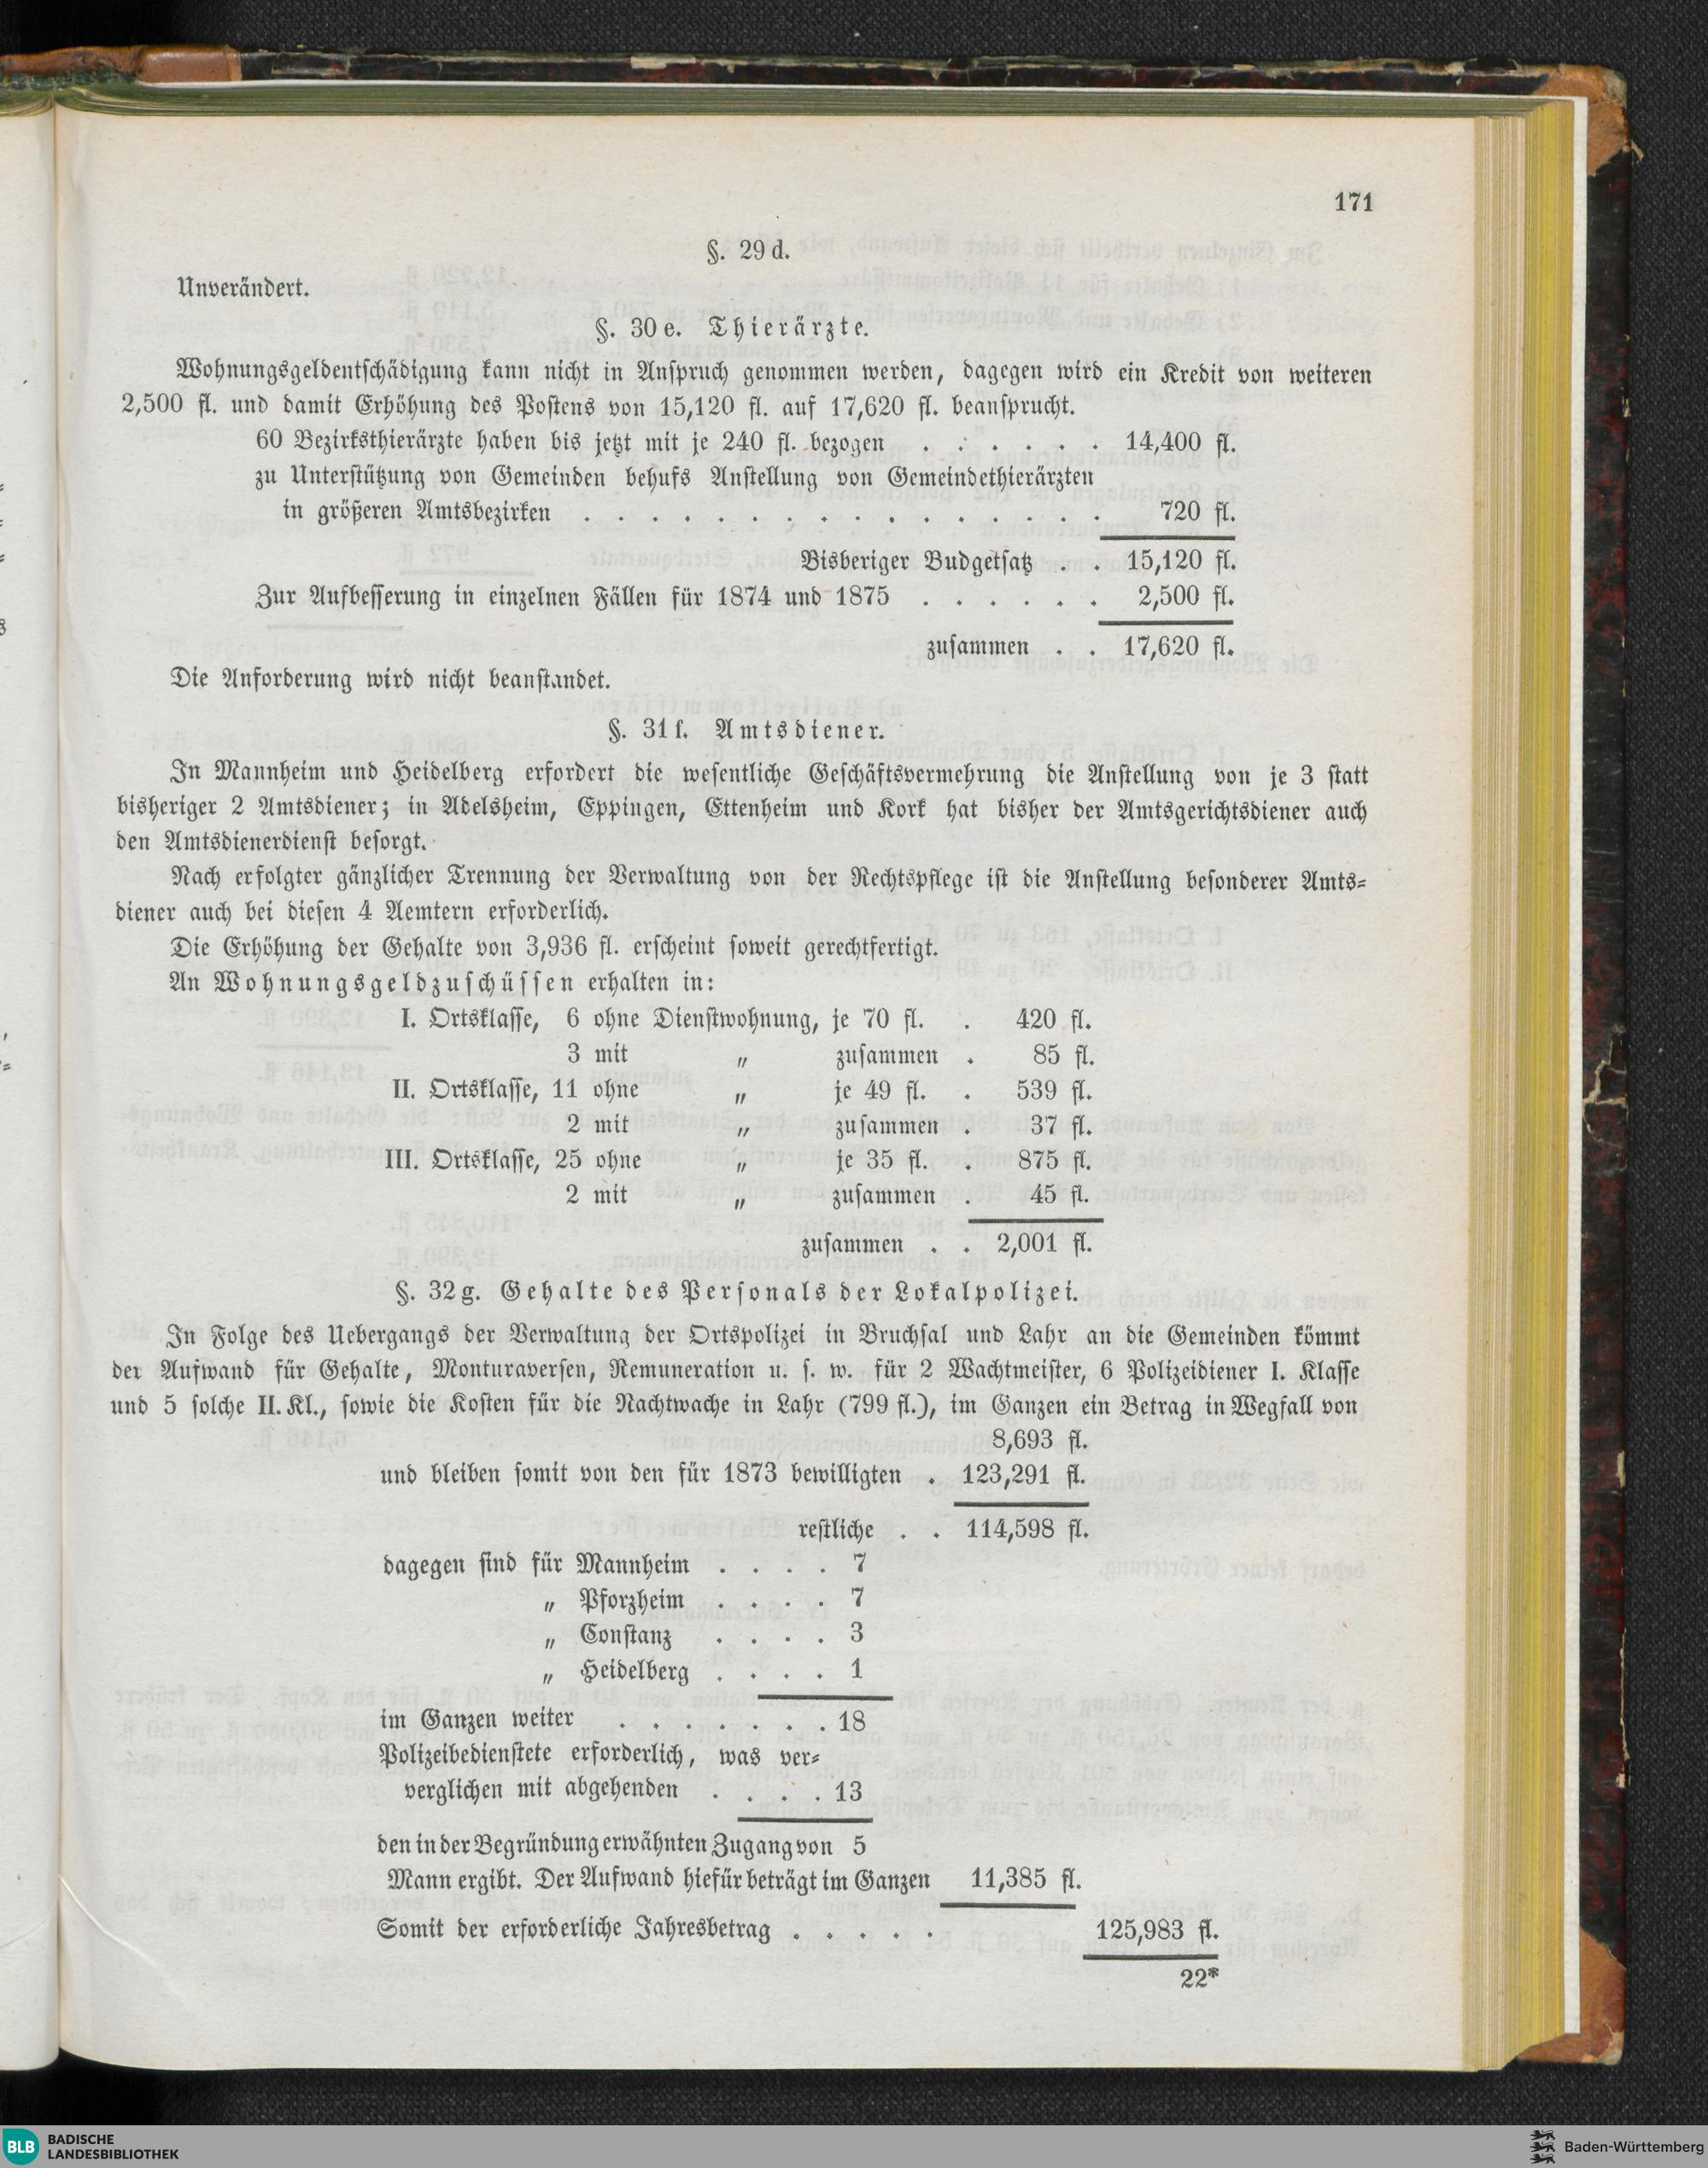 171
§. 29 d.
Unverändert.
§. 30 e. Thierärzte.
Wohnungsgeldentschädigung kann nicht in Anspruch genommen werden, dagegen wird ein Kredit von weiteren
2,500 fl. und damit Erhöhung des Postens von 15,120 fl. auf 17,620 fl. beansprucht.
60 Bezirksthierärzte haben bis jetzt mit je 240 fl. bezogen . . . . . . 14,400 fl.
zu Unterstützung von Gemeinden behufs Anstellung von Gemeindethierärzten
in größeren Amtsbezirken . . . . . . . . . . . . . . . . 720 fl.
Bisheriger Budgetsatz . . 15,120 fl.
Zur Aufbesserung in einzelnen Fällen für 1874 und 1875 . . . . . . 2,500 fl.
zusammen . . 17,620 fl.
Die Anforderung wird nicht beanstandet.
§. 31 f. Amtsdiener.
In Mannheim und Heidelberg erfordert die wesentliche Geschäftsvermehrung die Anstellung von je 3 statt
bisheriger 2 Amtsdiener; in Adelsheim, Eppingen, Ettenheim und Kork hat bisher der Amtsgerichtsdiener auch
den Amtsdienerdienst besorgt.
Nach erfolgter gänzlicher Trennung der Verwaltung von der Rechtspflege ist die Anstellung besonderer Amts-
diener auch bei diesen 4 Aemtern erforderlich.
Die Erhöhung der Gehalte von 3,936 fl. erscheint soweit gerechtfertigt.
An Wohnungsgeldzuschüssen erhalten in:
I. Ortsklasse, 6 ohne Dienstwohnung, je 70 fl. . 420 fl.
3 mit " zusammen . 85 fl.
II. Ortsklasse, 11 ohne " je 49 fl. . 539 fl.
2 mit " zusammen . 37 fl.
III. Ortsklasse, 25 ohne " je 35 fl. . 875 fl.
2 mit " zusammen . 45 fl.
zusammen . . 2,001 fl.
§. 32 g. Gehalte des Personals der Lokalpolizei.
In Folge des Uebergangs der Verwaltung der Ortspolizei in Bruchsal und Lahr an die Gemeinden kömmt
der Aufwand für Gehalte, Monturaversen, Remuneration u. s. w. für 2 Wachtmeister, 6 Polizeidiener I. Klasse
und 5 solche II. Kl., sowie die Kosten für die Nachtwache in Lahr (799 fl.), im Ganzen ein Betrag in Wegfall von
8,693 fl.
und bleiben somit von den für 1873 bewilligten . 123,291 fl.
restliche . . 114,598 fl.
dagegen sind für Mannheim . . . . 7
" Pforzheim . . . . 7
" Constanz . . . . 3
" Heidelberg . . . . 1
im Ganzen weiter . . . . . . . 18
Polizeibedienstete erforderlich, was ver-
verglichen mit abgehenden . . . . 13
den in der Begründung erwähnten Zugang von 5
Mann ergibt. Der Aufwand hiefür beträgt im Ganzen 11,385 fl.
Somit der erforderliche Jahresbetrag . . . . . 125,983 fl.
22*
BLB BADISCHE
LANDESBIBLIOTHEK
Baden-Württemberg